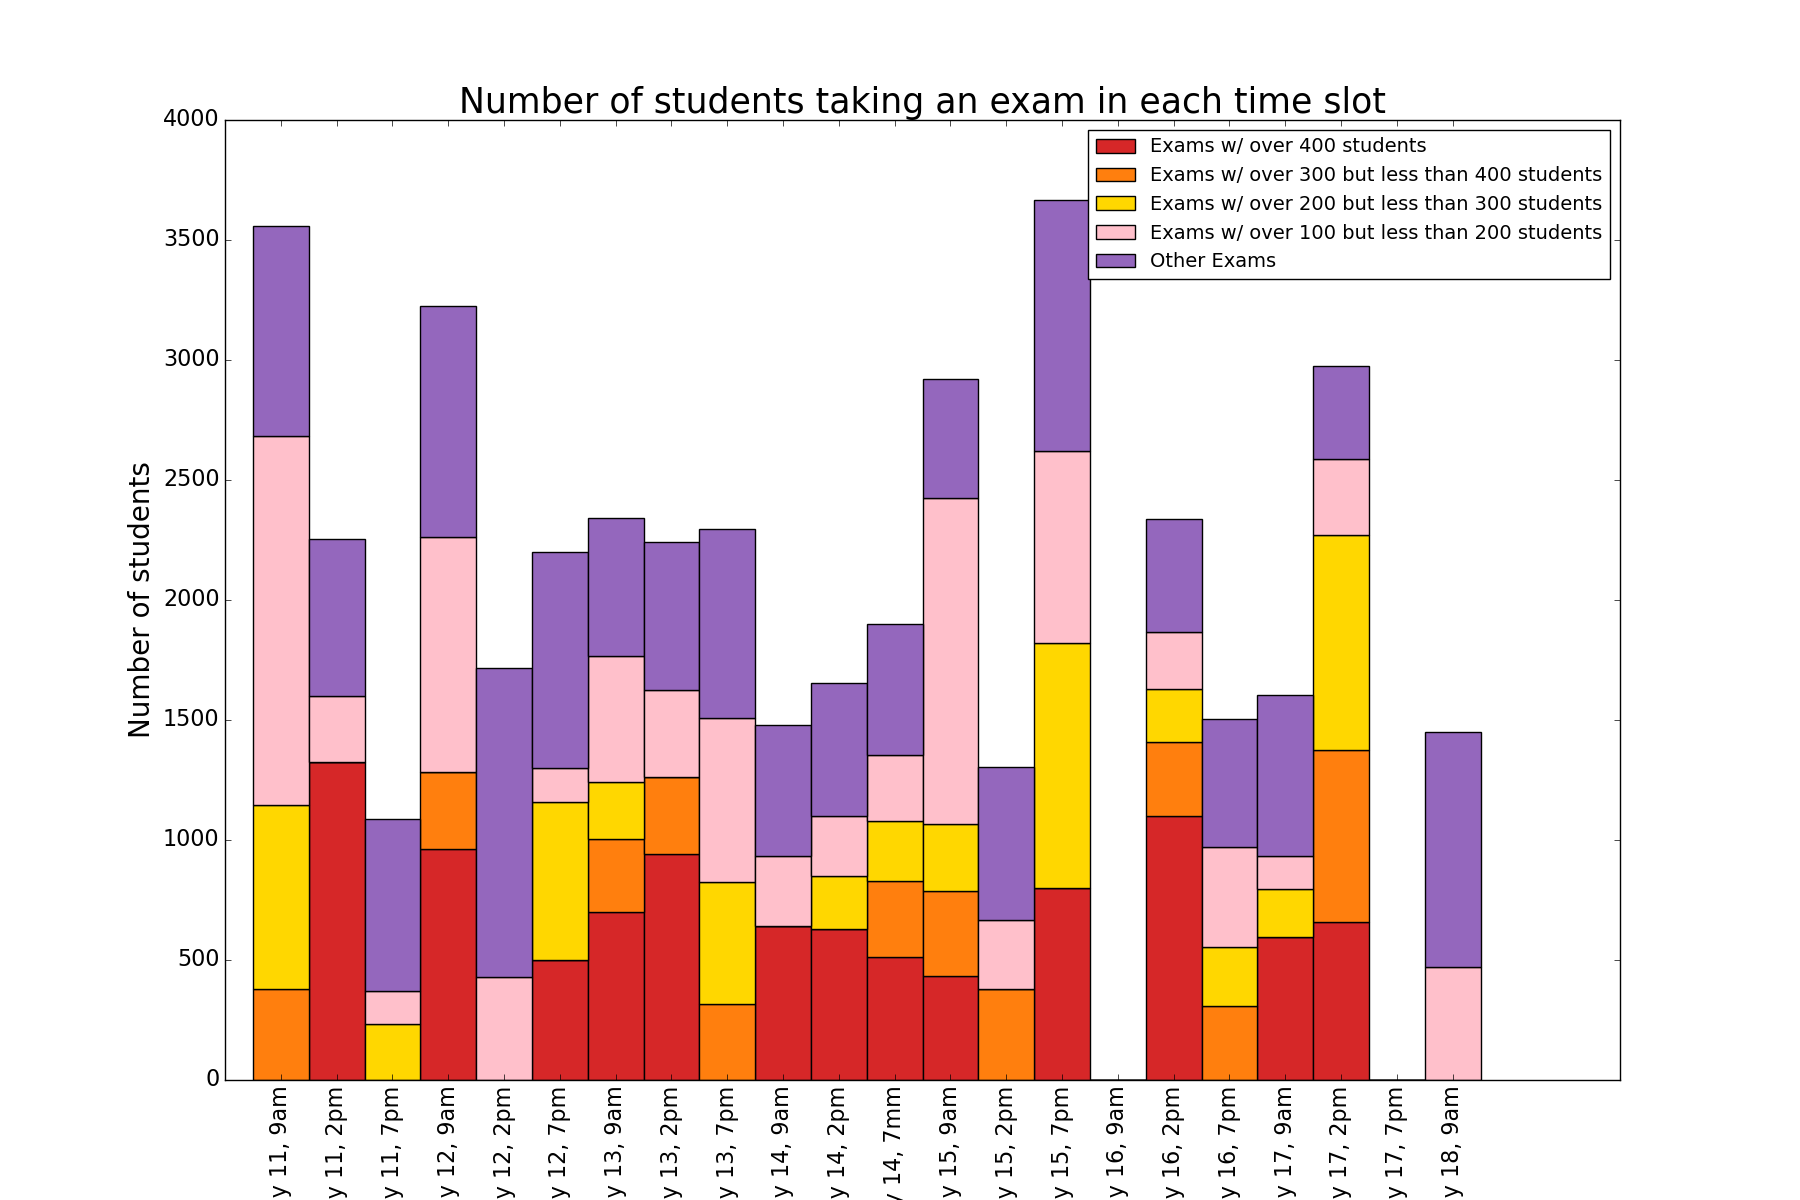 Number of students taking an exam in each time slot
Exams w/ over 400 students
Exams w/ over 300 but less than 400 students
Exams w/ over 200 but less than 300 students
Exams w/ over 100 but less than 200 students
Other Exams
Number of students
4000
3500
3000
2500
2000
1500
1000
500
0
y 11, 9am
y 11, 2pm
y 11, 7pm
y 12, 9am
y 12, 2pm
y 12, 7pm
y 13, 9am
y 13, 2pm
y 13, 7pm
y 14, 9am
y 14, 2pm
y 14, 7mm
y 15, 9am
y 15, 2pm
y 15, 7pm
y 16, 9am
y 16, 2pm
y 16, 7pm
y 17, 9am
y 17, 2pm
y 17, 7pm
y 18, 9am